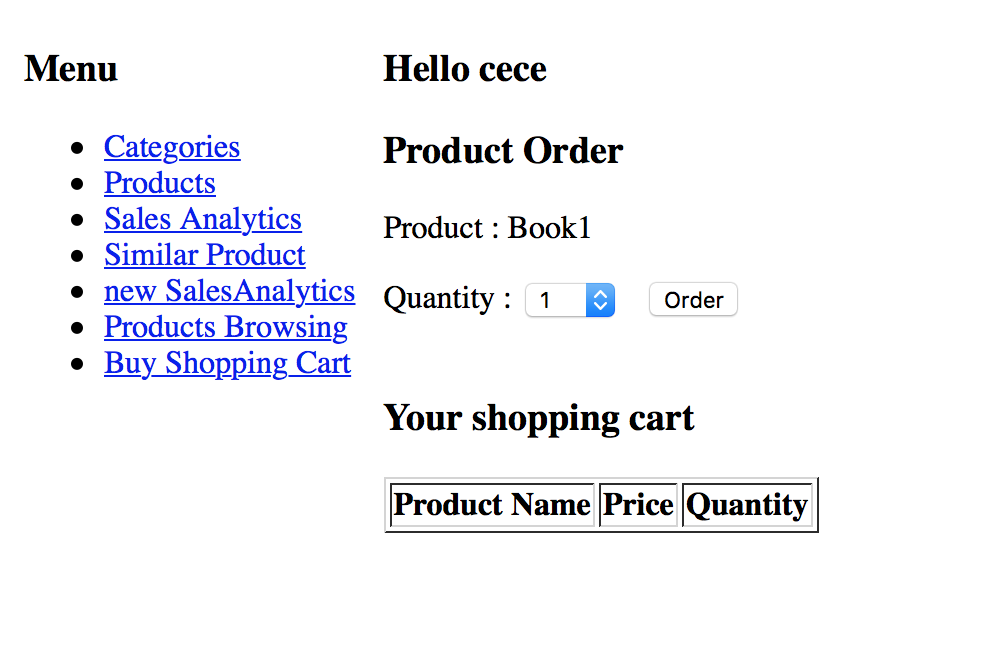 Menu
Categories
Products
Sales Analytics
Similar Product
new SalesAnalytics
Products Browsing
Buy Shopping Cart
Hello cece
Product Order
Product : Book1
Quantity : 1 Order
Your shopping cart
Product Name Price Quantity